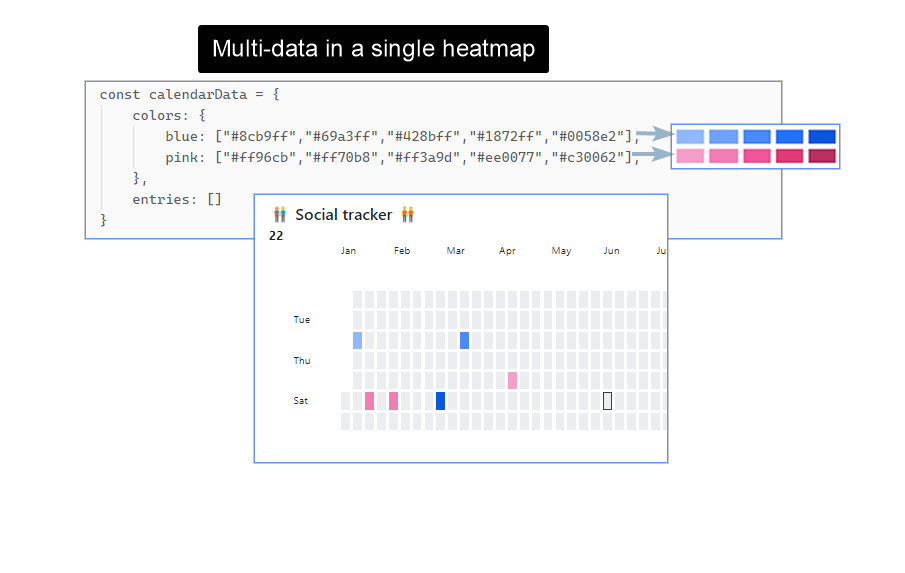 Multi-data in a single heatmap
const calendarData = {
colors: {
blue: ["#8cb9ff","#69a3ff","#428bff","#1872ff","#0058e2"],
pink: ["#ff96cb","#ff70b8","#ff3a9d","#ee0077","#c30062"],
},
entries: []
}
Social tracker
22
Jan Feb Mar Apr May Jun Ju
Tue
Thu
Sat